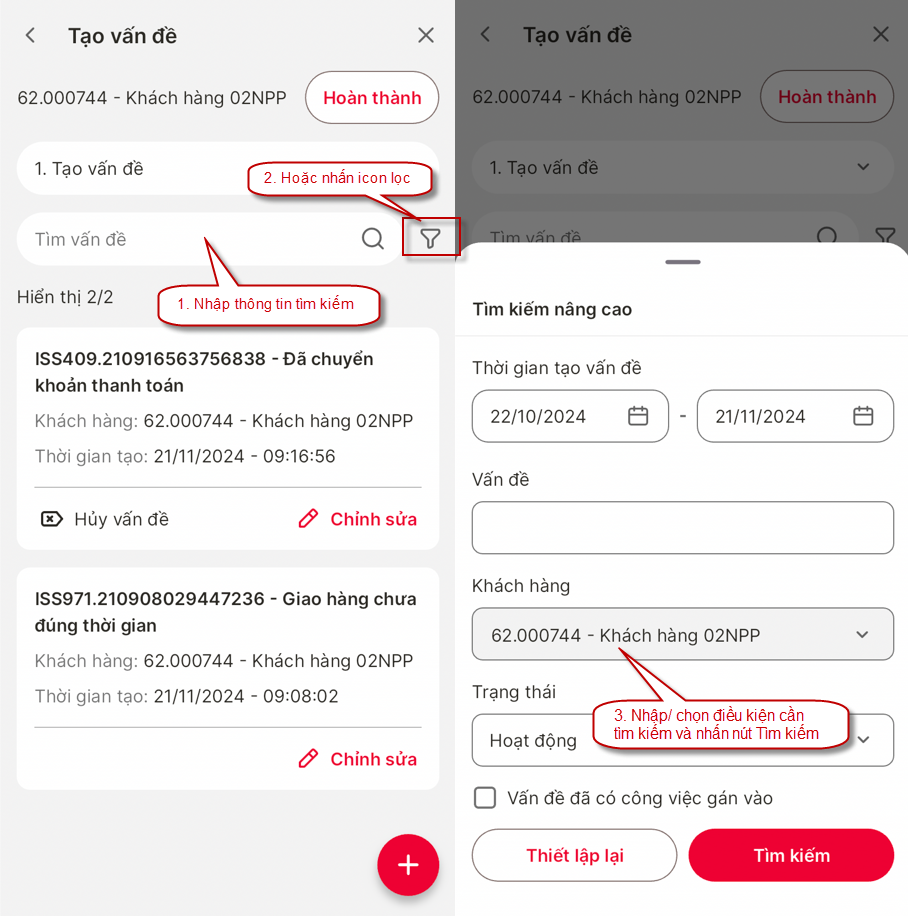 Tạo vấn đề
62.000744 - Khách hàng 02NPP
Hoàn thành
1. Tạo vấn đề
2. Hoặc nhấn icon lọc
Tìm vấn đề
Hiển thị 2/2
1. Nhập thông tin tìm kiếm
ISS409.210916563756838 - Đã chuyển
khoản thanh toán
Khách hàng: 62.000744 - Khách hàng 02NPP
Thời gian tạo: 21/11/2024 - 09:16:56
Hủy vấn đề
Chỉnh sửa
ISS971.210908029447236 - Giao hàng chưa
đúng thời gian
Khách hàng: 62.000744 - Khách hàng 02NPP
Thời gian tạo: 21/11/2024 - 09:08:02
Chỉnh sửa
Tạo vấn đề
62.000744 - Khách hàng 02NPP
Hoàn thành
1. Tạo vấn đề
Tìm vấn đề
Tìm kiếm nâng cao
Thời gian tạo vấn đề
22/10/2024 - 21/11/2024
Vấn đề
Khách hàng
62.000744 - Khách hàng 02NPP
Trạng thái
3. Nhập/ chọn điều kiện cần
tìm kiếm và nhấn nút Tìm kiếm
Hoạt động
Vấn đề đã có công việc gán vào
Thiết lập lại
Tìm kiếm